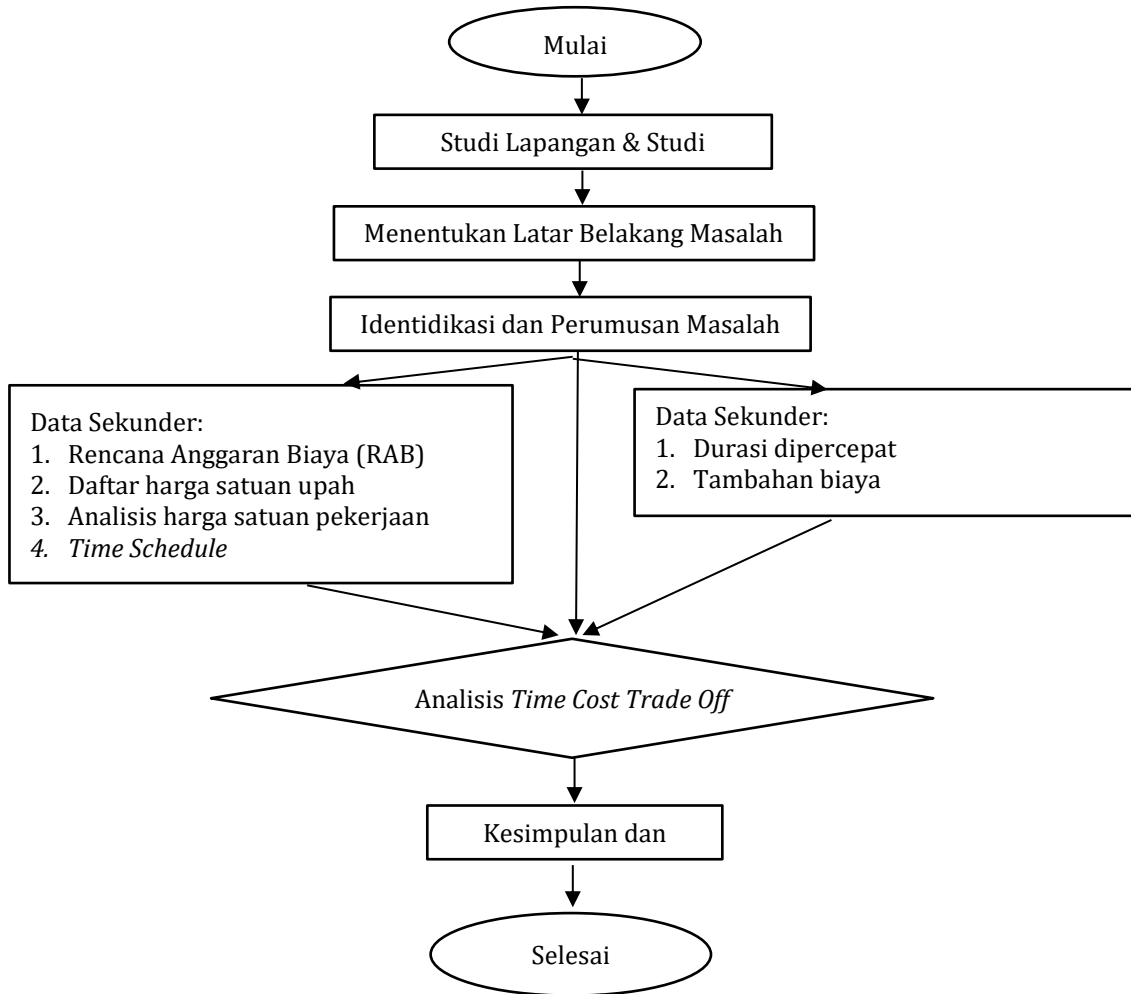 Mulai
Studi Lapangan & Studi
Menentukan Latar Belakang Masalah
Identidikasi dan Perumusan Masalah
Data Sekunder:
1. Rencana Anggaran Biaya (RAB)
2. Daftar harga satuan upah
3. Analisis harga satuan pekerjaan
4. Time Schedule
Data Sekunder:
1. Durasi dipercepat
2. Tambahan biaya
Analisis Time Cost Trade Off
Kesimpulan dan
Selesai